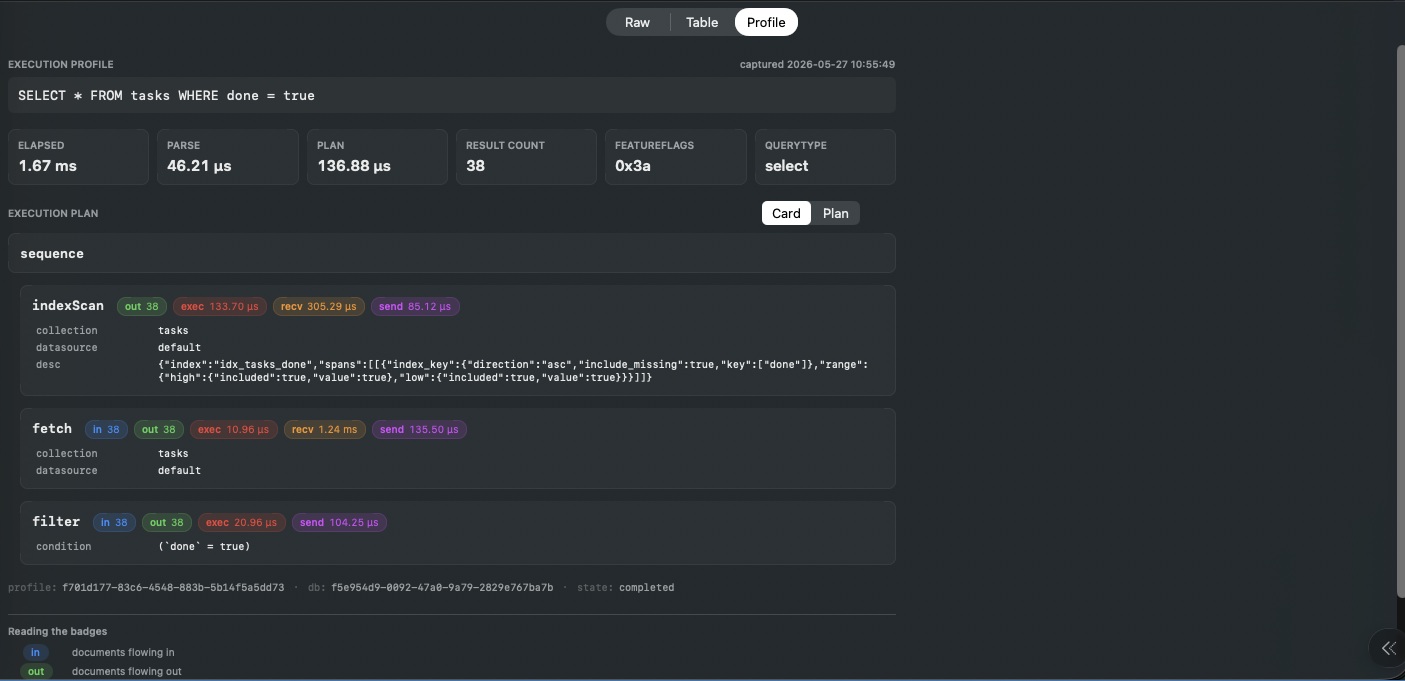 Raw Table Profile
EXECUTION PROFILE captured 2026-05-27 10:55:49
SELECT * FROM tasks WHERE done = true
ELAPSED PARSE PLAN RESULT COUNT FEATUREFLAGS QUERYTYPE
1.67 ms 46.21 µs 136.88 µs 38 0x3a select
EXECUTION PLAN Card Plan
sequence
indexScan out 38 exec 133.70 µs recv 305.29 µs send 85.12 µs
collection tasks
datasource default
desc {"index":"idx_tasks_done","spans":[[{"index_key":{"direction":"asc","include_missing":true,"key":["done"]},"range":
{"high":{"included":true,"value":true},"low":{"included":true,"value":true}}}]]}
fetch in 38 out 38 exec 10.96 µs recv 1.24 ms send 135.50 µs
collection tasks
datasource default
filter in 38 out 38 exec 20.96 µs send 104.25 µs
condition (`done` = true)
profile: f701d177-83c6-4548-883b-5b14f5a5dd73 · db: f5e954d9-0092-47a0-9a79-2829e767ba7b · state: completed
Reading the badges
in documents flowing in
out documents flowing out